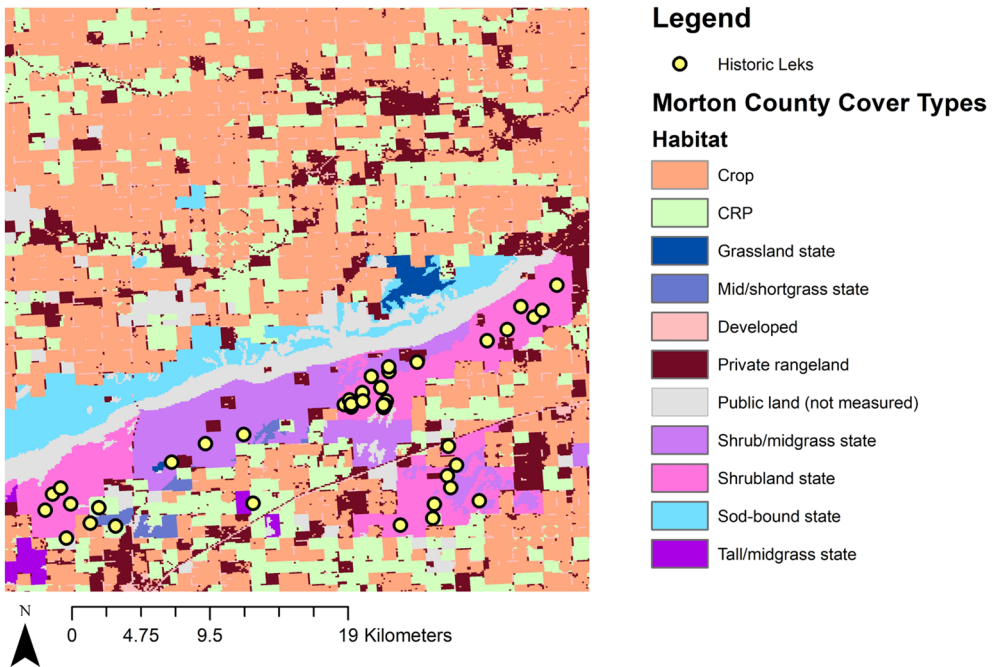 Legend
Historic Leks
Morton County Cover Types
Habitat
Crop
CRP
Grassland state
Mid/shortgrass state
Developed
Private rangeland
Public land (not measured)
Shrub/midgrass state
Shrubland state
Sod-bound state
Tall/midgrass state
N
0 4.75 9.5 19 Kilometers